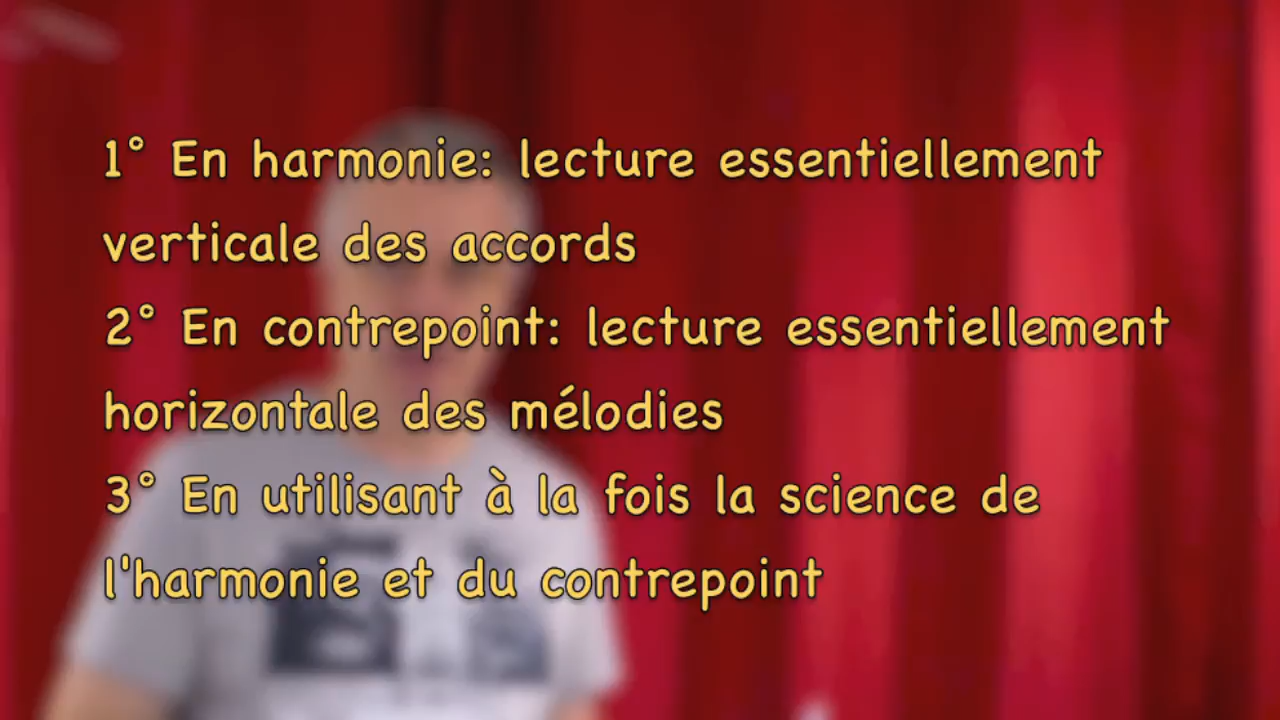 1° En harmonie: lecture essentiellement
verticale des accords
2° En contrepoint: lecture essentiellement
horizontale des mélodies
3° En utilisant à la fois la science de
l'harmonie et du contrepoint